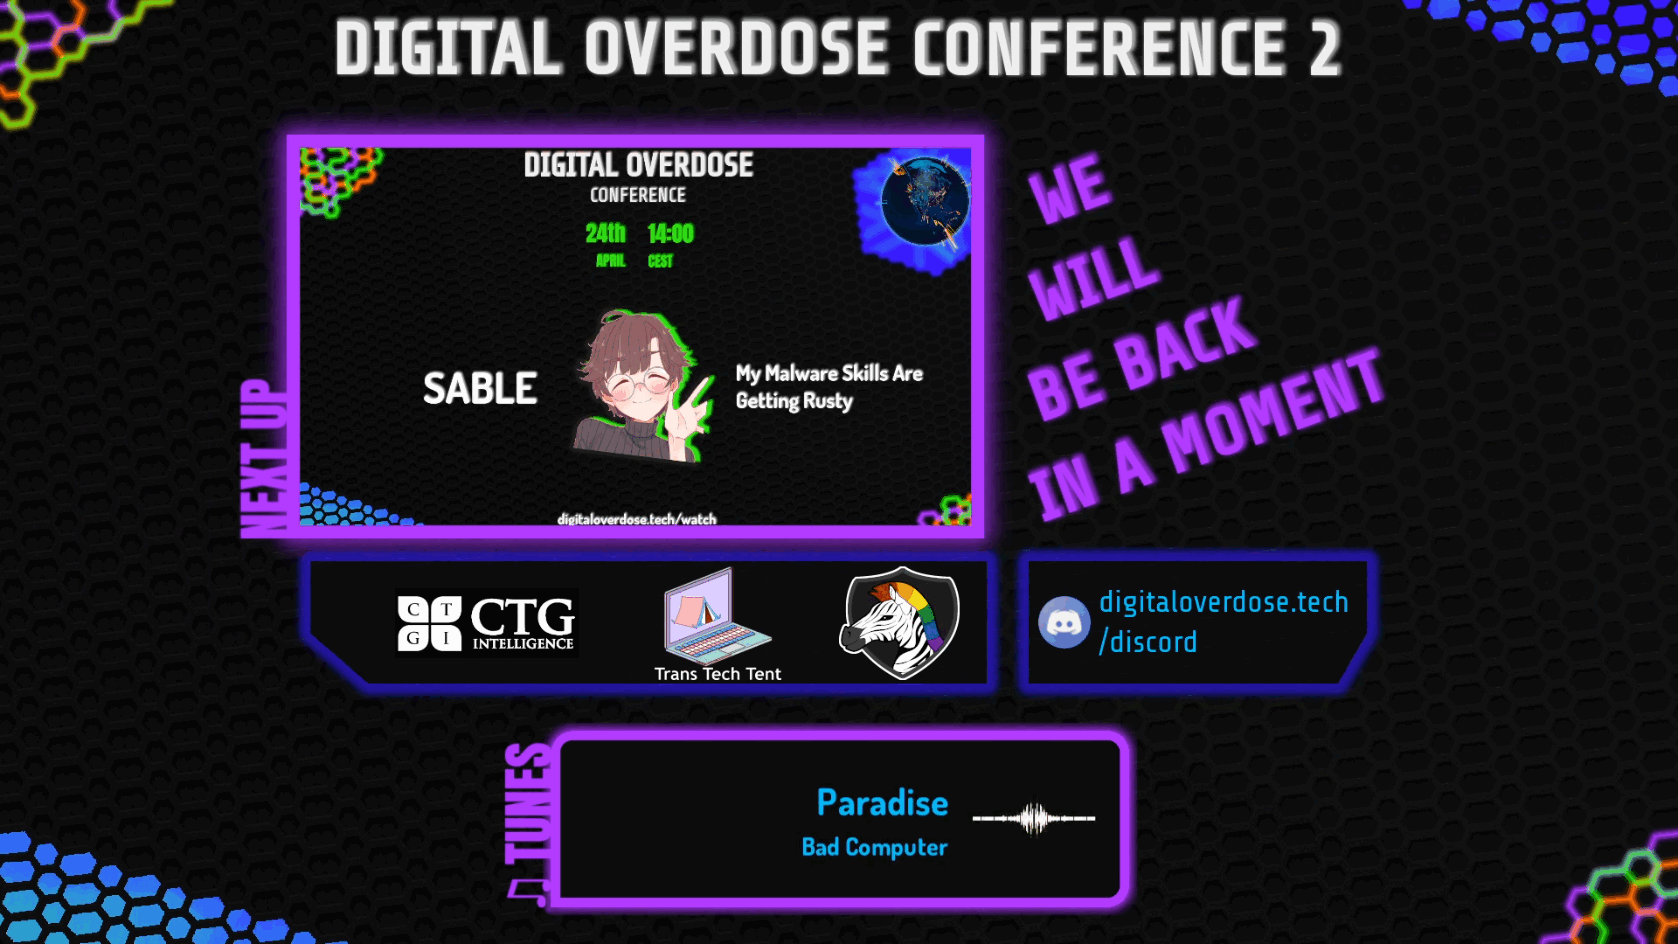 DIGITAL OVERDOSE CONFERENCE 2
NEXT UP
DIGITAL OVERDOSE
CONFERENCE
24th 14:00
APRIL CEST
SABLE
My Malware Skills Are
Getting Rusty
digitaloverdose.tech/watch
WE
WILL
BE BACK
IN A MOMENT
C T
G I
CTG
INTELLIGENCE
Trans Tech Tent
digitaloverdose.tech
/discord
TUNES
Paradise
Bad Computer